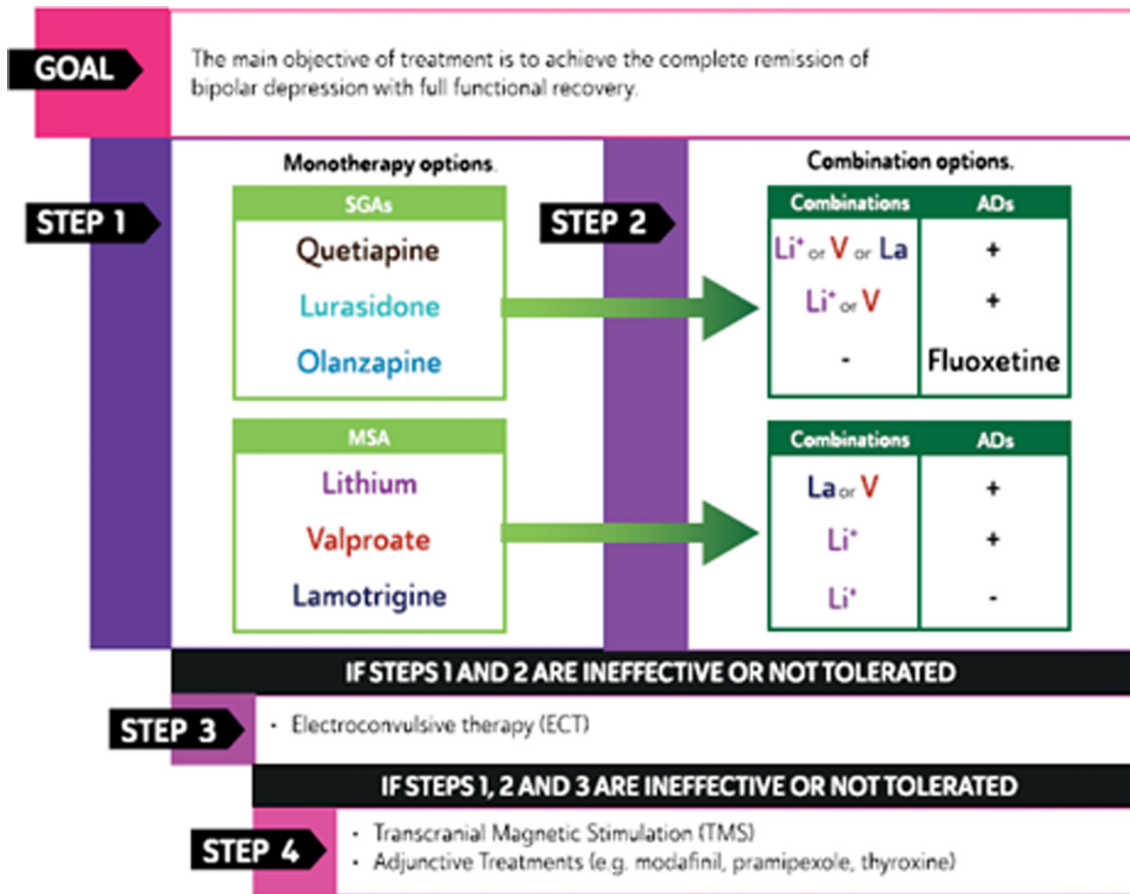 GOAL
The main objective of treatment is to achieve the complete remission of
bipolar depression with full functional recovery.
STEP 1
Monotherapy options.
SGAs
Quetiapine
Lurasidone
Olanzapine
MSA
Lithium
Valproate
Lamotrigine
STEP 2
Combination options.
Combinations ADs
Li⁺ or V or La +
Li⁺ or V +
- Fluoxetine
Combinations ADs
La or V +
Li⁺ +
Li⁺ -
IF STEPS 1 AND 2 ARE INEFFECTIVE OR NOT TOLERATED
STEP 3
• Electroconvulsive therapy (ECT)
IF STEPS 1, 2 AND 3 ARE INEFFECTIVE OR NOT TOLERATED
STEP 4
• Transcranial Magnetic Stimulation (TMS)
• Adjunctive Treatments (e.g. modafinil, pramipexole, thyroxine)